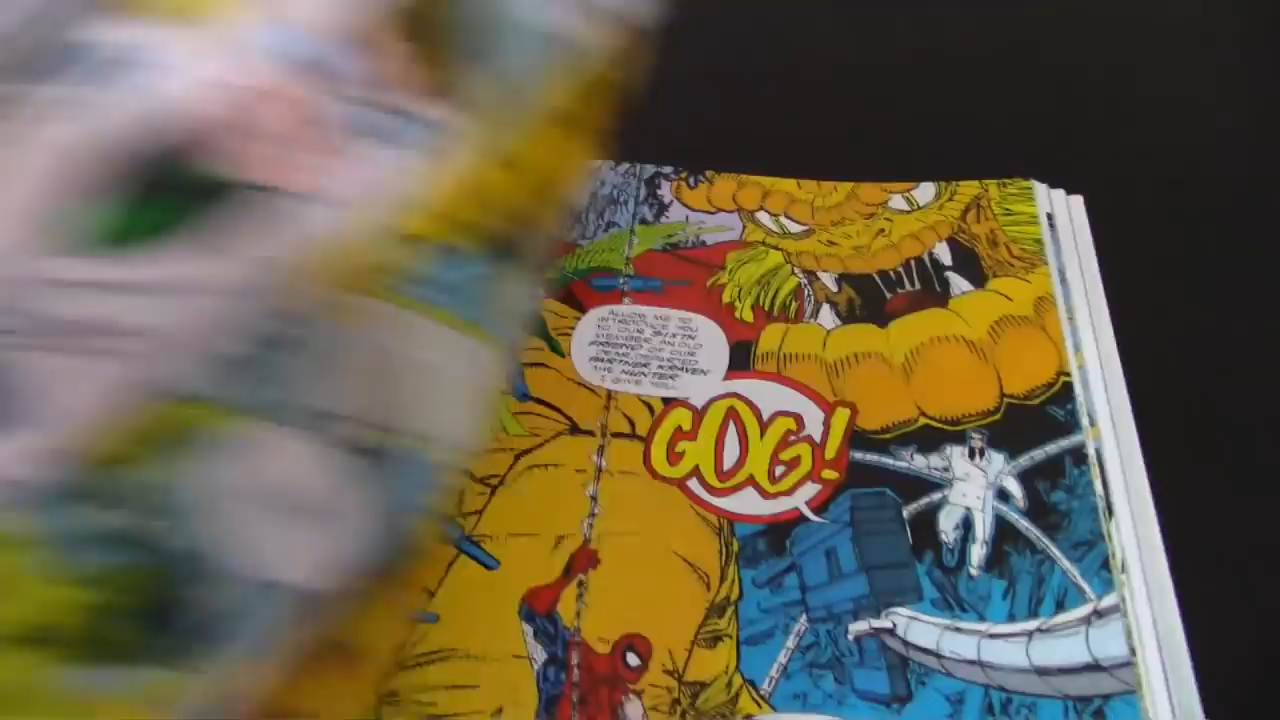 ALLOW ME TO
INTRODUCE YOU
TO OUR SIXTH
MEMBER, AN OLD
FRIEND OF OUR
DEAR, DEPARTED
PARTNER, KRAVEN
THE HUNTER.
I GIVE YOU...
GOG!